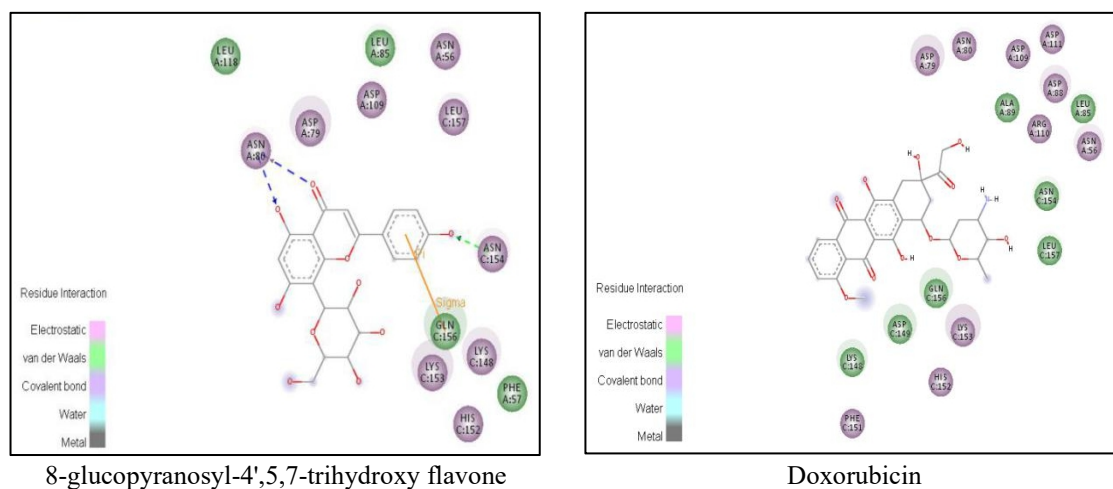 LEU
A:118
LEU
A:85
ASN
A:56
ASP
A:109
LEU
C:157
ASP
A:79
ASN
A:80
O
O
O
O
O
ASN
C:154
Pi
Sigma
GLN
C:156
LYS
C:148
LYS
C:153
PHE
A:57
HIS
C:152
O
O
O
O
O
Residue Interaction
Electrostatic
van der Waals
Covalent bond
Water
Metal
8-glucopyranosyl-4',5,7-trihydroxy flavone
ASP
A:79
ASN
A:80
ASP
A:109
ASP
A:111
ASP
A:88
ALA
A:89
LEU
A:85
ARG
A:110
ASN
A:56
ASN
C:154
LEU
C:157
GLN
C:156
ASP
C:149
LYS
C:153
LYS
C:148
HIS
C:152
PHE
C:151
H
O
O
H
O
O
O
H
N
H
O
O
O
H
O
H
O
O
Residue Interaction
Electrostatic
van der Waals
Covalent bond
Water
Metal
Doxorubicin